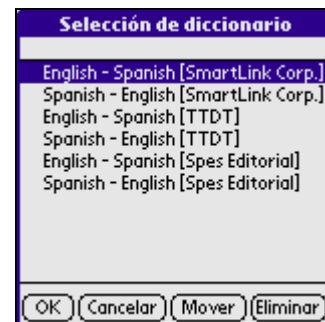 Selección de diccionario
English - Spanish [SmartLink Corp.]
Spanish - English [SmartLink Corp.]
English - Spanish [TTDT]
Spanish - English [TTDT]
English - Spanish [Spes Editorial]
Spanish - English [Spes Editorial]
OK Cancelar Mover Eliminar